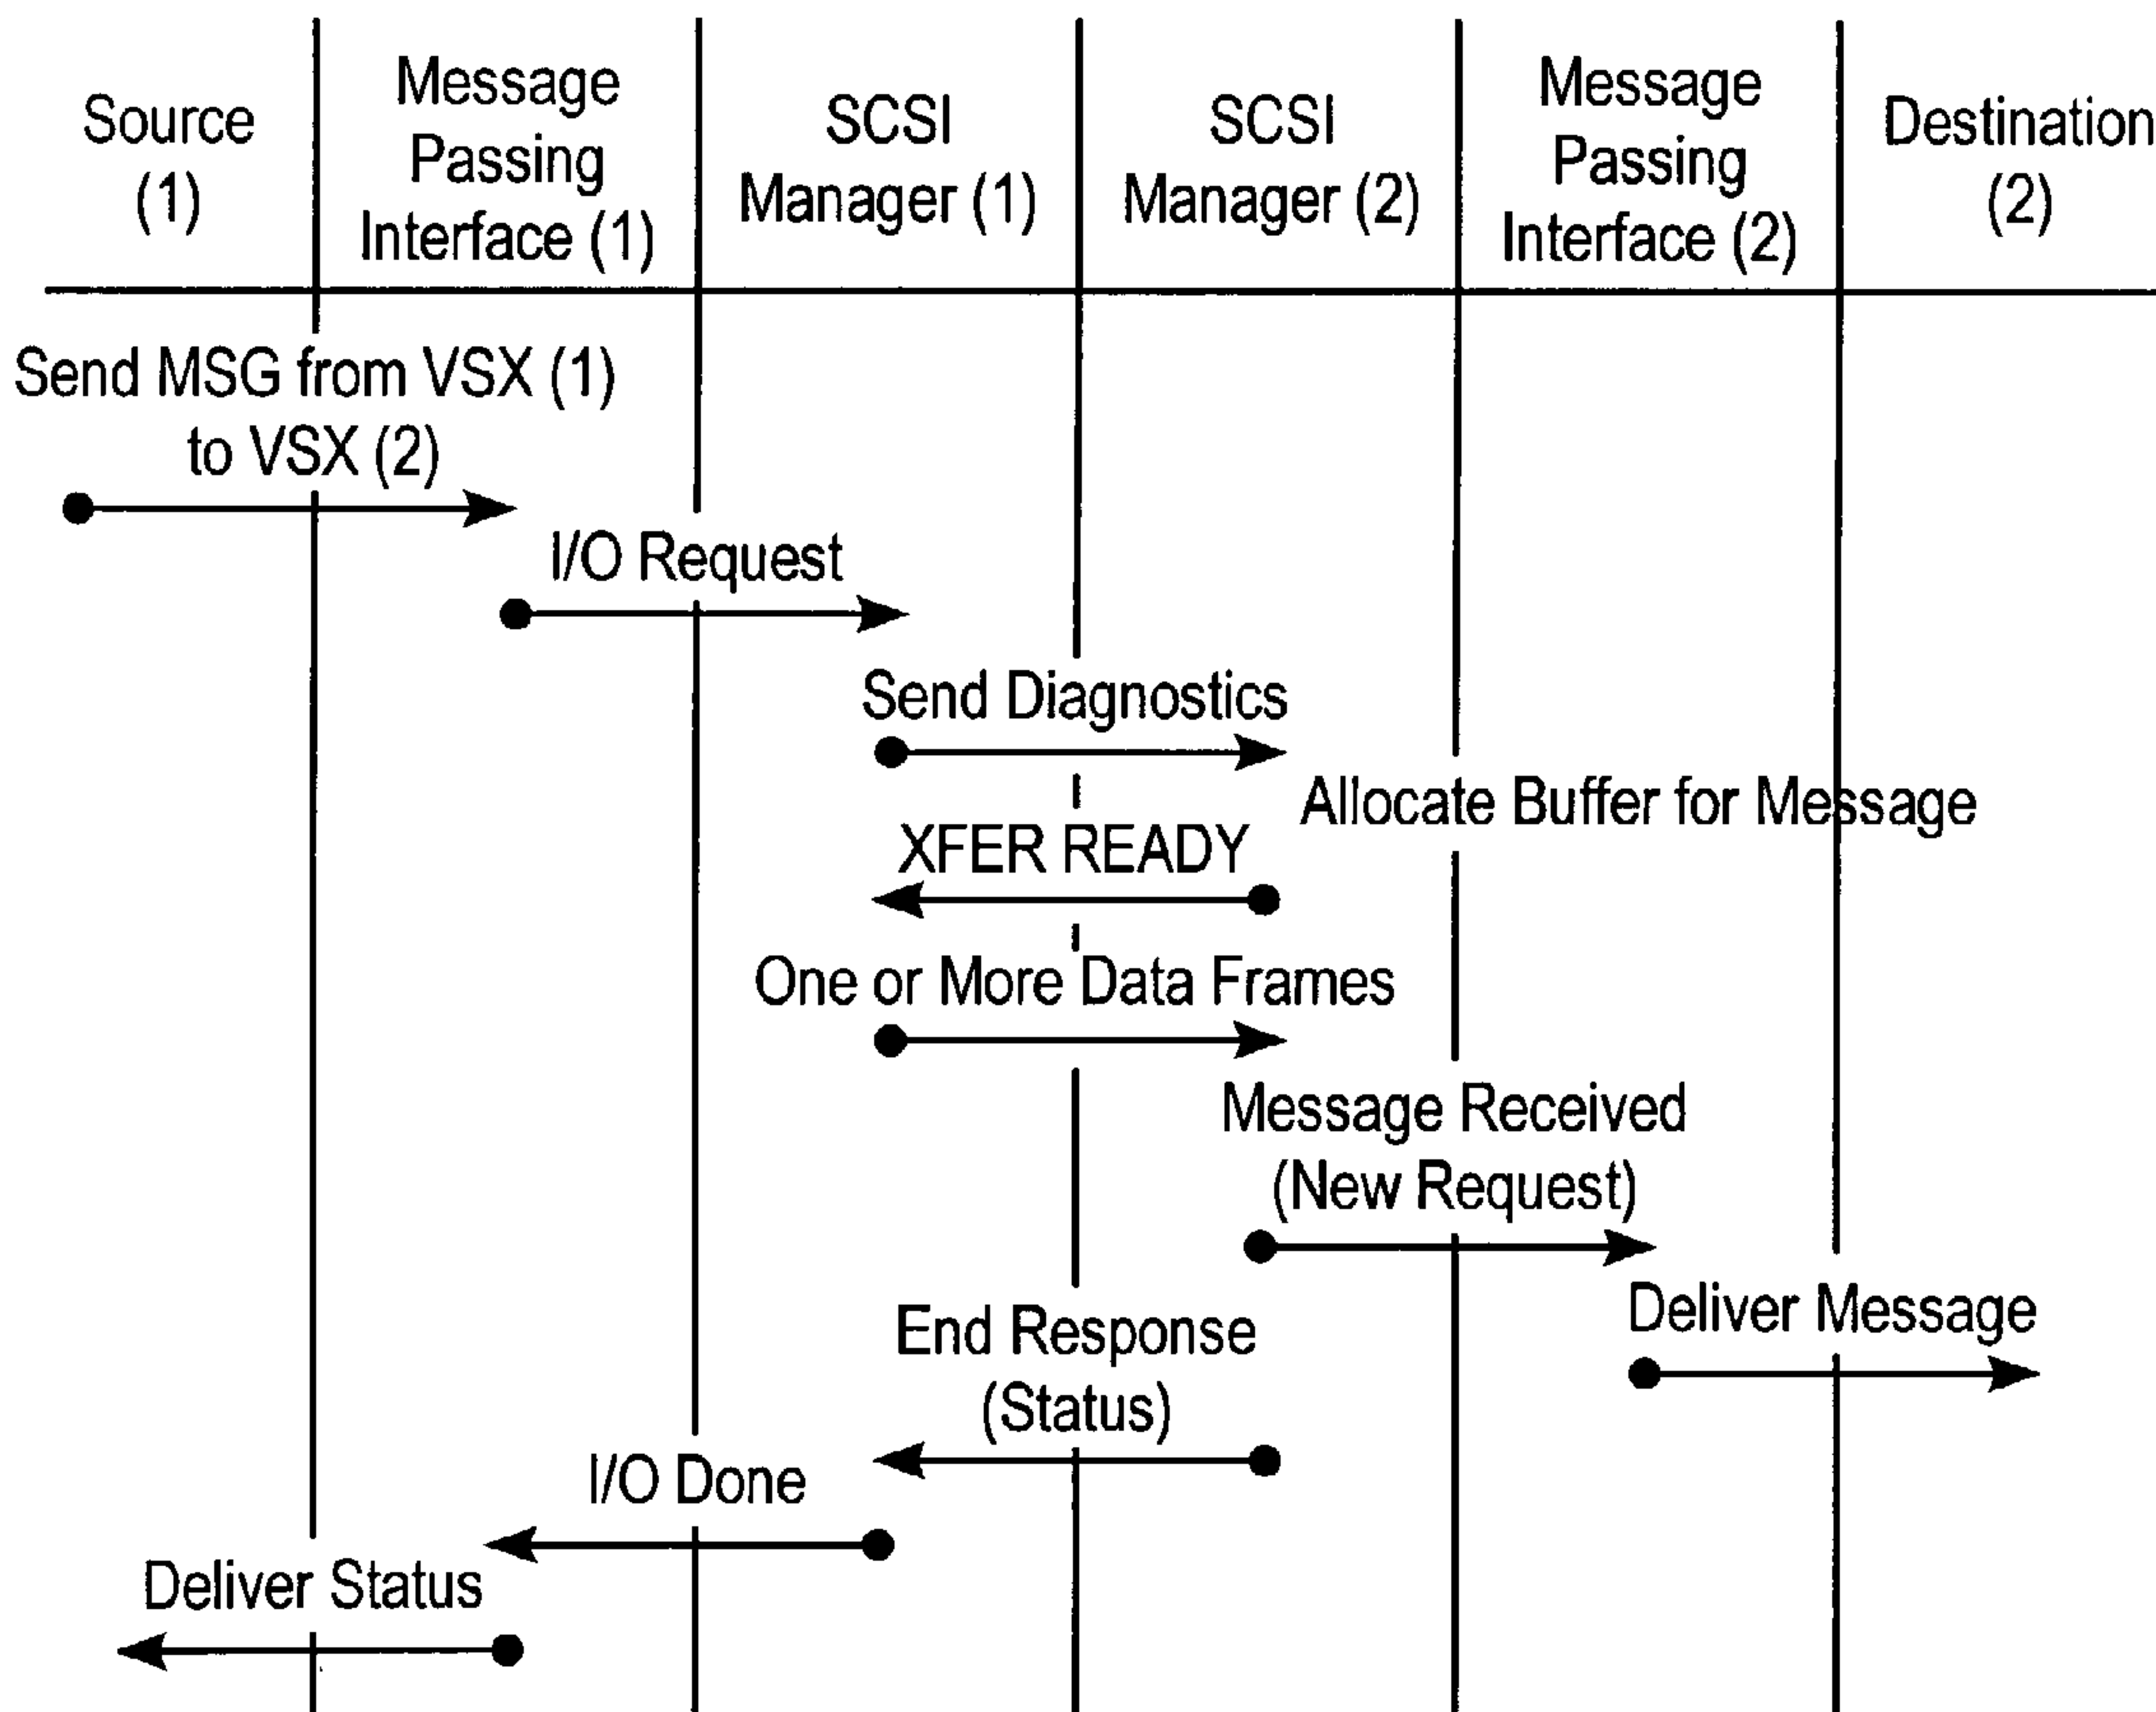 Source
(1)
Message
Passing
Interface (1)
SCSI
Manager (1)
SCSI
Manager (2)
Message
Passing
Interface (2)
Destination
(2)
Send MSG from VSX (1)
to VSX (2)
I/O Request
Send Diagnostics
Allocate Buffer for Message
XFER READY
One or More Data Frames
Message Received
(New Request)
Deliver Message
End Response
(Status)
I/O Done
Deliver Status